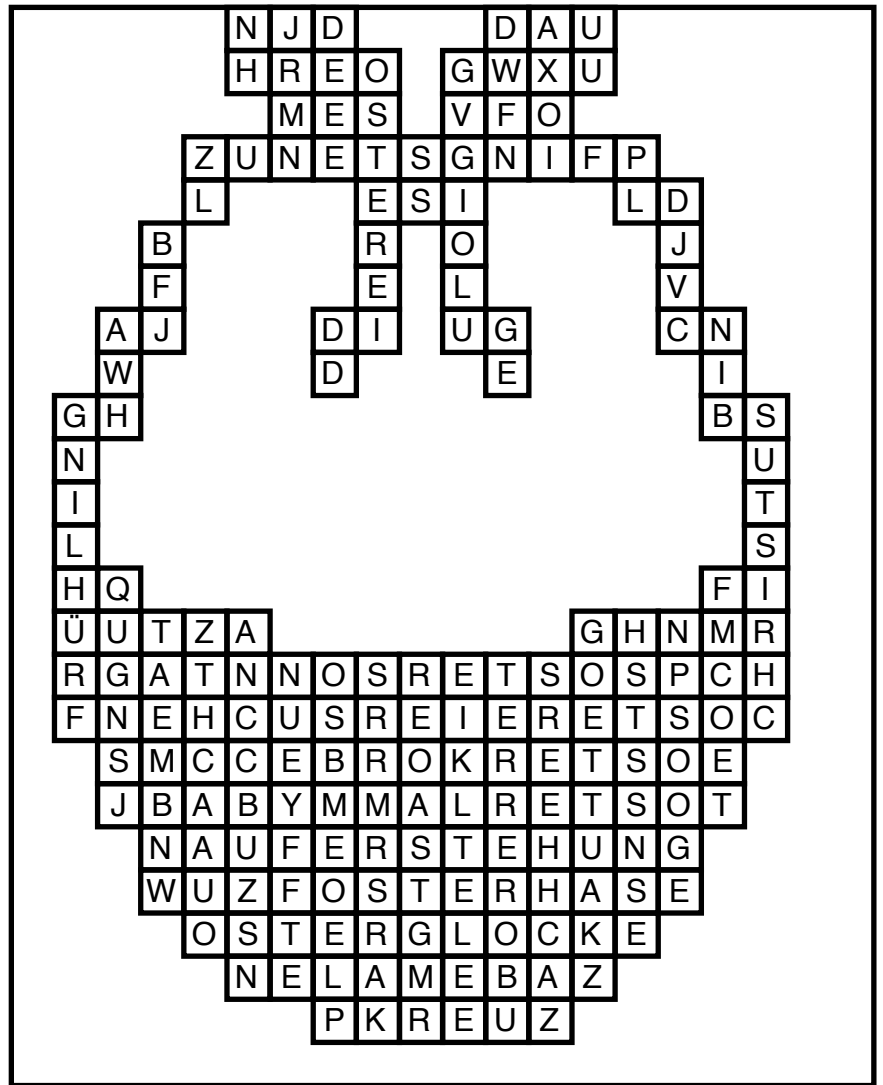 N J D D A U
H R E O G W X U
M E S V F O
Z U N E T S G N I F P
L E S I L D
B R O J
F E L V
A J D I U G C N
W D E I
G H B S
N U
I T
L S
H Q F I
Ü U T Z A G H N M R
R G A T N N O S R E T S O S P C H
F N E H C U S R E I E R E T S O C
S M C C E B R O K R E T S O E
J B A B Y M M A L R E T S O T
N A U F E R S T E H U N G
W U Z F O S T E R H A S E
O S T E R G L O C K E
N E L A M E B A Z
P K R E U Z